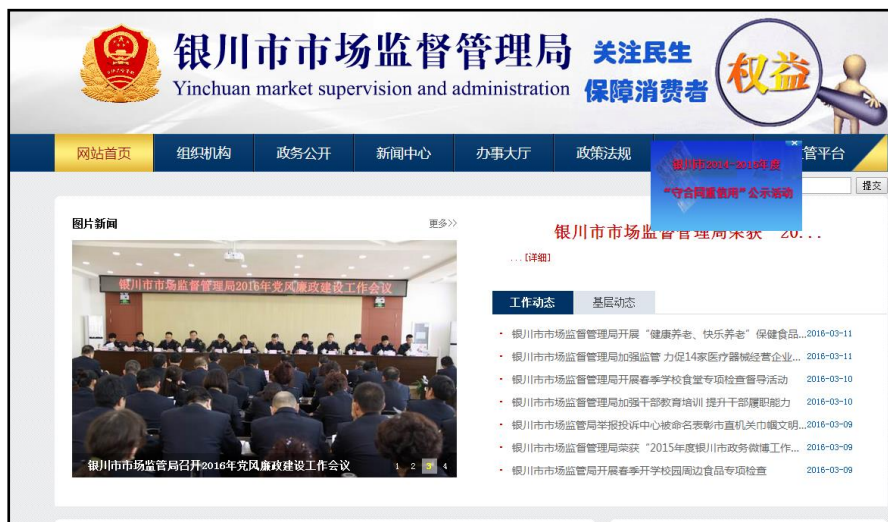 银川市市场监督管理局
Yinchuan market supervision and administration
关注民生
保障消费者
权益
网站首页
组织机构
政务公开
新闻中心
办事大厅
政策法规
管平台
银川市2014-2015年度
“守合同重信用”公示活动
提交
图片新闻
更多>>
银川市市场监督管理局2016年党风廉政建设工作会议
银川市市场监管局召开2016年党风廉政建设工作会议
1 2 3 4
银川市市场监督管理局荣获“20...
...[详细]
工作动态
基层动态
银川市市场监督管理局开展“健康养老、快乐养老”保健食品...2016-03-11
银川市市场监督管理局加强监管 力促14家医疗器械经营企业... 2016-03-11
银川市市场监督管理局开展春季学校食堂专项检查督导活动 2016-03-10
银川市市场监督管理局加强干部教育培训 提升干部履职能力 2016-03-10
银川市市场监管局举报投诉中心被命名表彰市直机关巾帼文明...2016-03-09
银川市市场监督管理局荣获“2015年度银川市政务微博工作... 2016-03-09
银川市市场监管局开展春季开学校园周边食品专项检查 2016-03-09